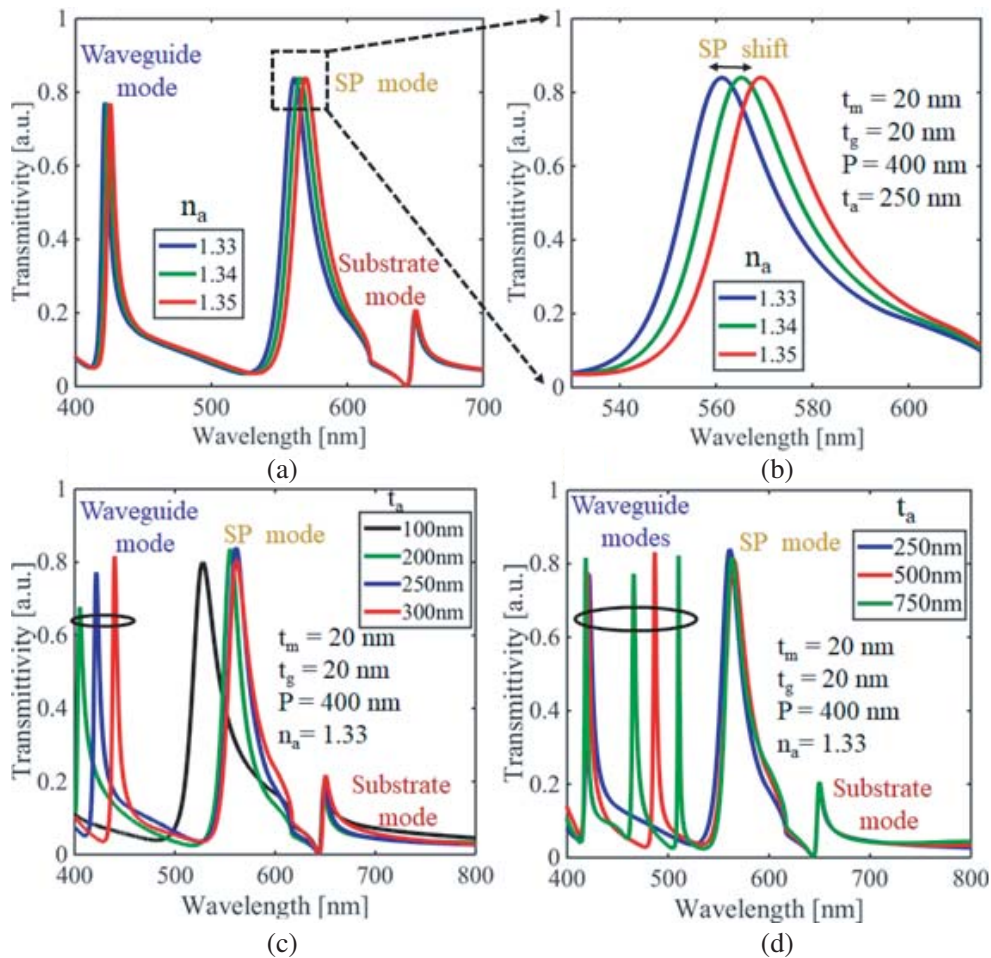 Transmittivity [a.u.]
1
0.8
0.6
0.4
0.2
0
Waveguide
mode
SP mode
Substrate
mode
n_a
1.33
1.34
1.35
400 500 600 700
Wavelength [nm]
(a)
Transmittivity [a.u.]
1
0.8
0.6
0.4
0.2
0
SP shift
t_m = 20 nm
t_g = 20 nm
P = 400 nm
t_a= 250 nm
n_a
1.33
1.34
1.35
540 560 580 600
Wavelength [nm]
(b)
Transmittivity [a.u.]
1
0.8
0.6
0.4
0.2
0
Waveguide
mode
SP mode
t_a
100nm
200nm
250nm
300nm
t_m = 20 nm
t_g = 20 nm
P = 400 nm
n_a= 1.33
Substrate
mode
400 500 600 700 800
Wavelength [nm]
(c)
Transmittivity [a.u.]
1
0.8
0.6
0.4
0.2
0
Waveguide
modes
SP mode
t_a
250nm
500nm
750nm
t_m = 20 nm
t_g = 20 nm
P = 400 nm
n_a= 1.33
Substrate
mode
400 500 600 700 800
Wavelength [nm]
(d)